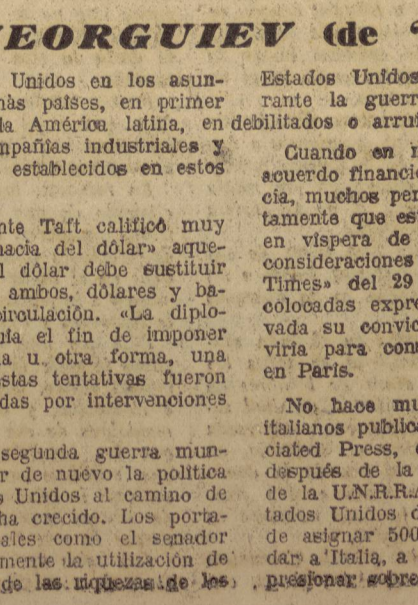 EORGUIEV (de "
Unidos en los asun-
más países, en primer
la América latina, en
mpañías industriales y
establecidos en estos
nte Taft calificó muy
macia del dólar» aque-
l dólar debe sustituir
ambos, dólares y ba-
circulación. «La diplo-
uía el fin de imponer
a u otra forma, una
stas tentativas fueron
das por intervenciones
segunda guerra mun-
r de nuevo la política
s Unidos al camino de
ha crecido. Los porta-
ales como el senador
mente la utilización de
de las riquezas de los
Estados Unidos
rante la guerra
debilitados o arrui
Cuando en
acuerdo financi
cia, muchos per
tamente que es
en víspera de
consideraciones
Times» del 29
colocadas expre
vada su convic
viría para com
en París.
No hace mu
italianos public
ciated Press,
después de la
de la U.N.R.R.
tados Unidos d
de asignar 500
dar a Italia, a
presionar sobre